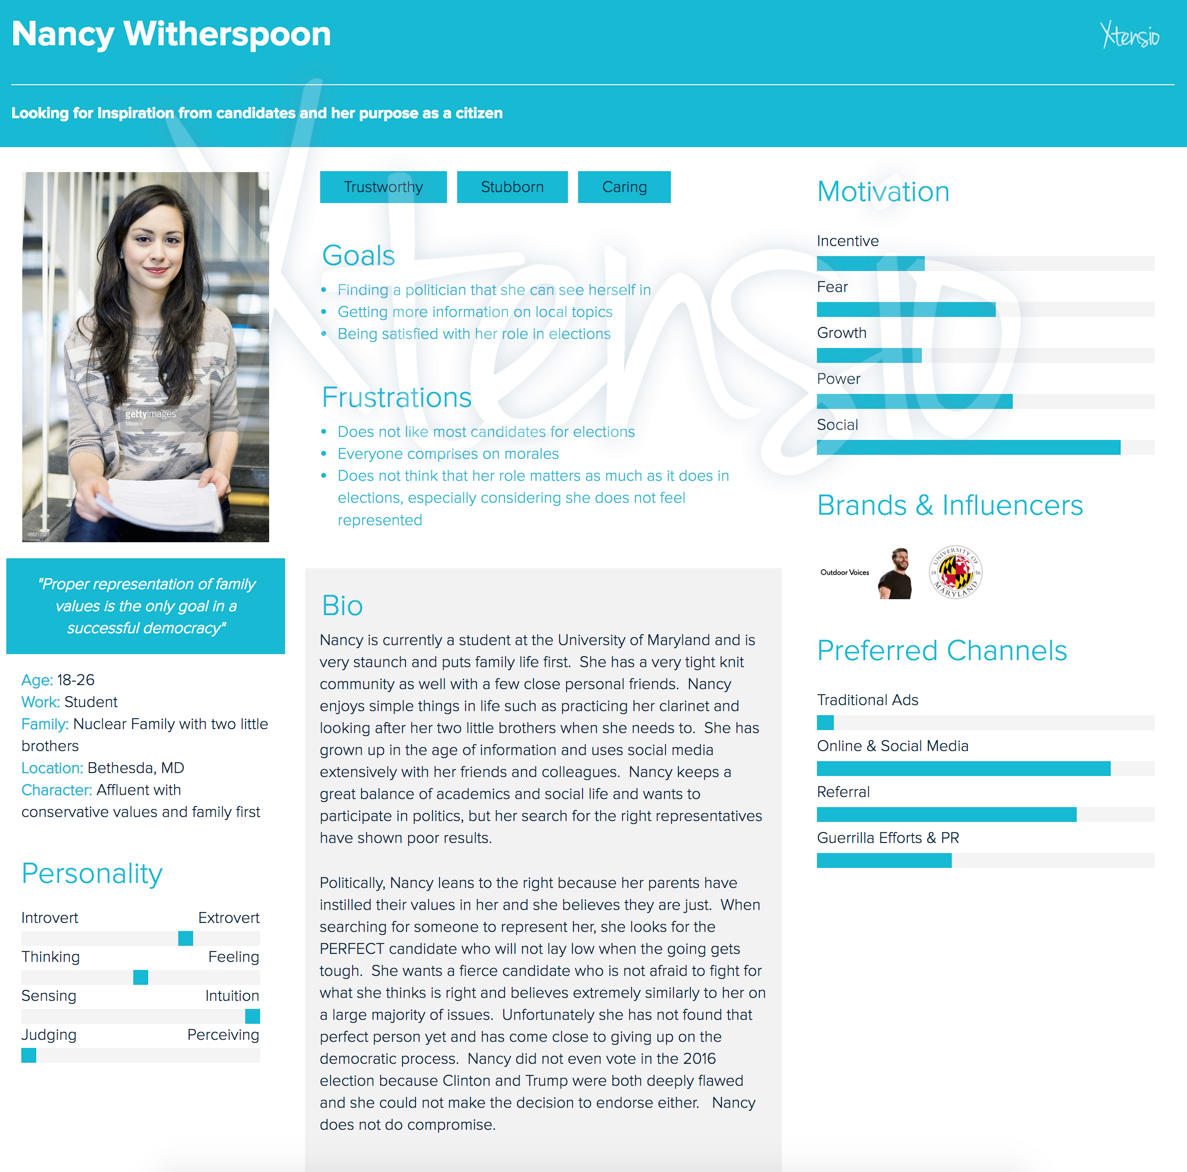 Nancy Witherspoon
Xtensio
Looking for Inspiration from candidates and her purpose as a citizen
gettyimages
"Proper representation of family
values is the only goal in a
successful democracy"
Age: 18-26
Work: Student
Family: Nuclear Family with two little
brothers
Location: Bethesda, MD
Character: Affluent with
conservative values and family first
Personality
Introvert Extrovert
Thinking Feeling
Sensing Intuition
Judging Perceiving
Trustworthy Stubborn Caring
Goals
• Finding a politician that she can see herself in
• Getting more information on local topics
• Being satisfied with her role in elections
Frustrations
• Does not like most candidates for elections
• Everyone comprises on morales
• Does not think that her role matters as much as it does in
elections, especially considering she does not feel
represented
Bio
Nancy is currently a student at the University of Maryland and is
very staunch and puts family life first. She has a very tight knit
community as well with a few close personal friends. Nancy
enjoys simple things in life such as practicing her clarinet and
looking after her two little brothers when she needs to. She has
grown up in the age of information and uses social media
extensively with her friends and colleagues. Nancy keeps a
great balance of academics and social life and wants to
participate in politics, but her search for the right representatives
have shown poor results.
Politically, Nancy leans to the right because her parents have
instilled their values in her and she believes they are just. When
searching for someone to represent her, she looks for the
PERFECT candidate who will not lay low when the going gets
tough. She wants a fierce candidate who is not afraid to fight for
what she thinks is right and believes extremely similarly to her on
a large majority of issues. Unfortunately she has not found that
perfect person yet and has come close to giving up on the
democratic process. Nancy did not even vote in the 2016
election because Clinton and Trump were both deeply flawed
and she could not make the decision to endorse either. Nancy
does not do compromise.
Motivation
Incentive
Fear
Growth
Power
Social
Brands & Influencers
Outdoor Voices
UNIVERSITY OF
18 56
MARYLAND
Preferred Channels
Traditional Ads
Online & Social Media
Referral
Guerrilla Efforts & PR
Xtensio